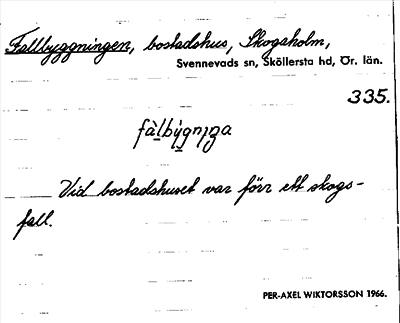 Fallbyggningen, bostadshus, Skogaholm,
Svennevads sn, Sköllersta hd, Ör. län.
335.
fàlbýgnɩga
Vid bostadshuset var förr ett skogs-
fall.
PER-AXEL WIKTORSSON 1966.